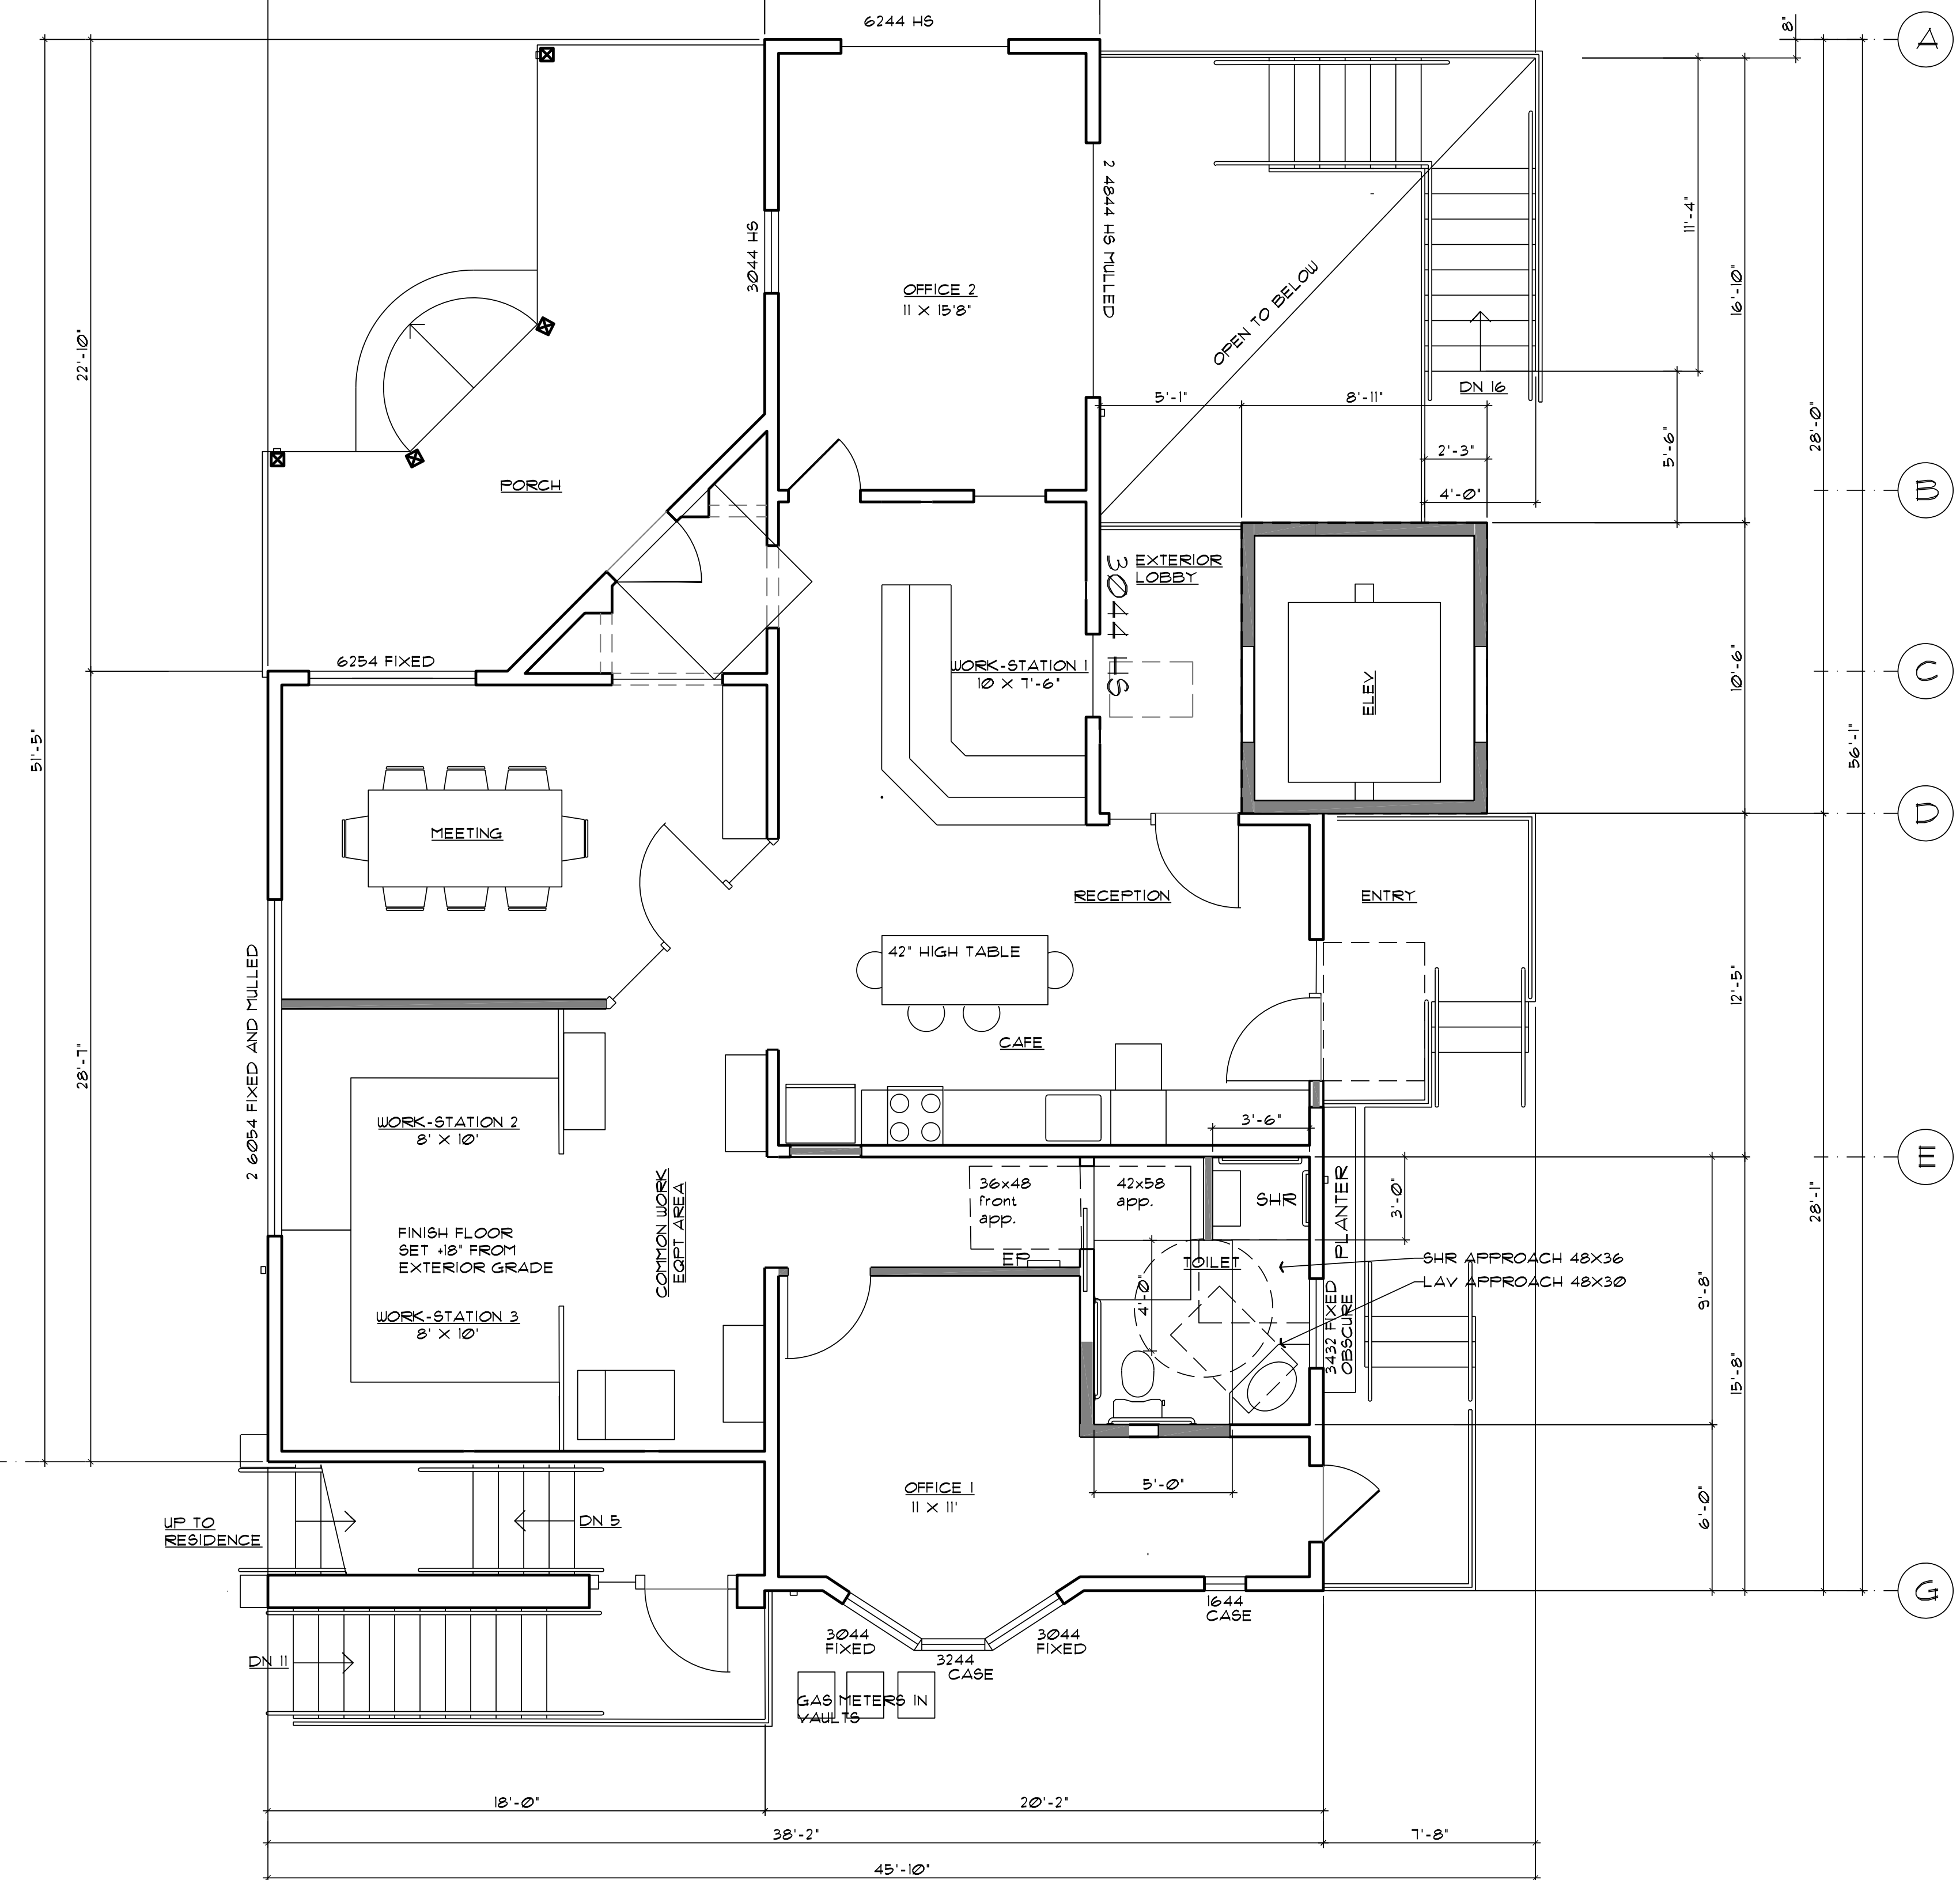 6244 HS
A
8"
3044 HS
2 4844 HS MULLED
11'-4"
16'-10"
OFFICE 2
11 X 15'8"
OPEN TO BELOW
22'-10"
DN 16
5'-1"
8'-11"
28'-0"
5'-6"
2'-3"
4'-0"
PORCH
B
EXTERIOR
LOBBY
3044 HS
6254 FIXED
WORK-STATION 1
10 X 7'-6"
ELEV
10'-6"
C
51'-5"
56'-1"
MEETING
D
RECEPTION
ENTRY
42" HIGH TABLE
CAFE
12'-5"
2 6054 FIXED AND MULLED
28'-7"
WORK-STATION 2
8' X 10'
3'-6"
E
36x48
front
app.
42x58
app.
SHR
PLANTER
3'-0"
28'-1"
COMMON WORK
EQPT AREA
FINISH FLOOR
SET +18" FROM
EXTERIOR GRADE
EP
TOILET
SHR APPROACH 48X36
LAV APPROACH 48X30
4'-0"
9'-8"
3432 FIXED
OBSCURE
WORK-STATION 3
8' X 10'
15'-8"
OFFICE 1
11 X 11'
5'-0"
6'-0"
UP TO
RESIDENCE
DN 5
G
1644
CASE
3044
FIXED
3044
FIXED
3244
CASE
DN 11
GAS METERS IN
VAULTS
18'-0"
20'-2"
38'-2"
7'-8"
45'-10"